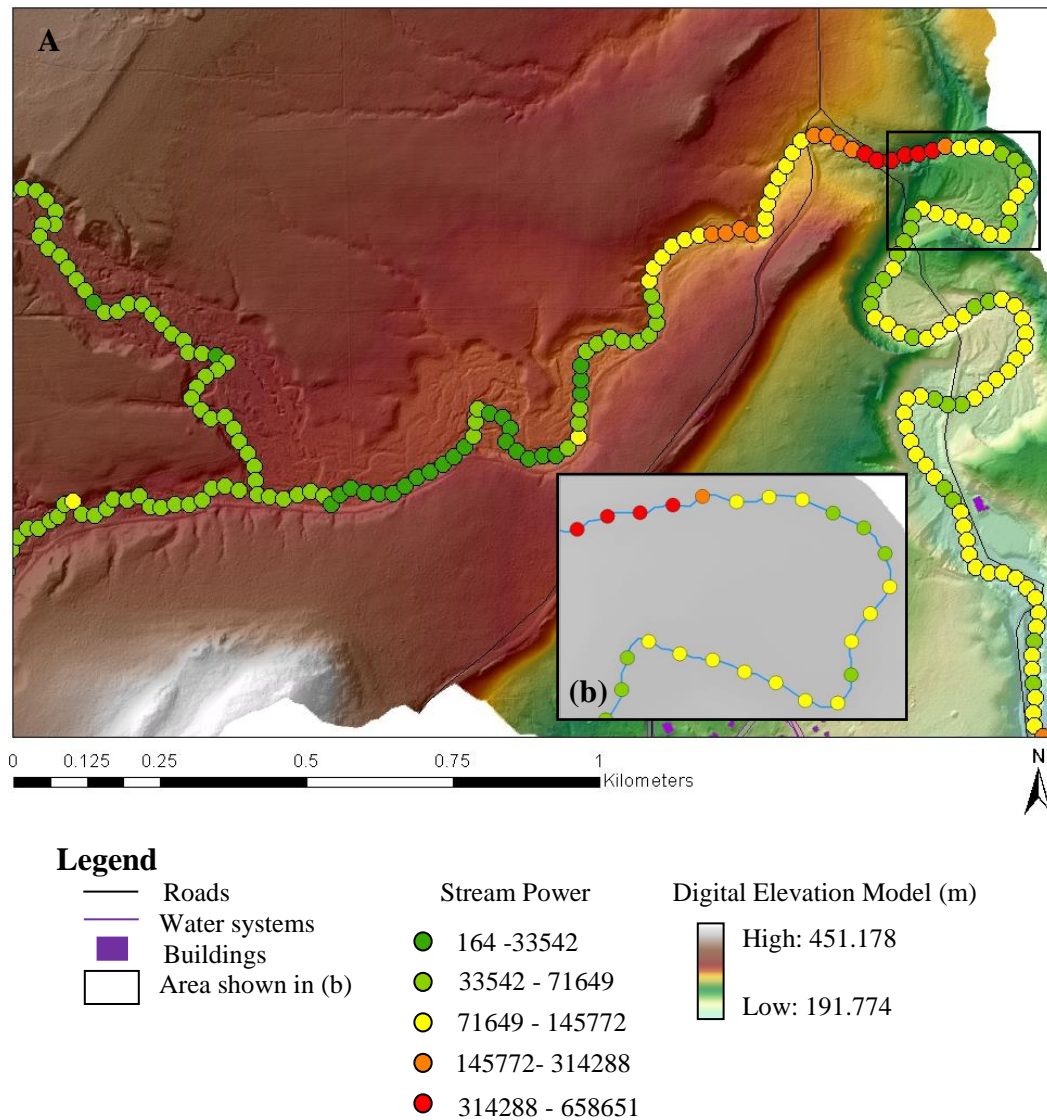 A
(b)
0 0.125 0.25 0.5 0.75 1
Kilometers
N
Legend
Roads
Water systems
Buildings
Area shown in (b)
Stream Power
164 -33542
33542 - 71649
71649 - 145772
145772- 314288
314288 - 658651
Digital Elevation Model (m)
High: 451.178
Low: 191.774